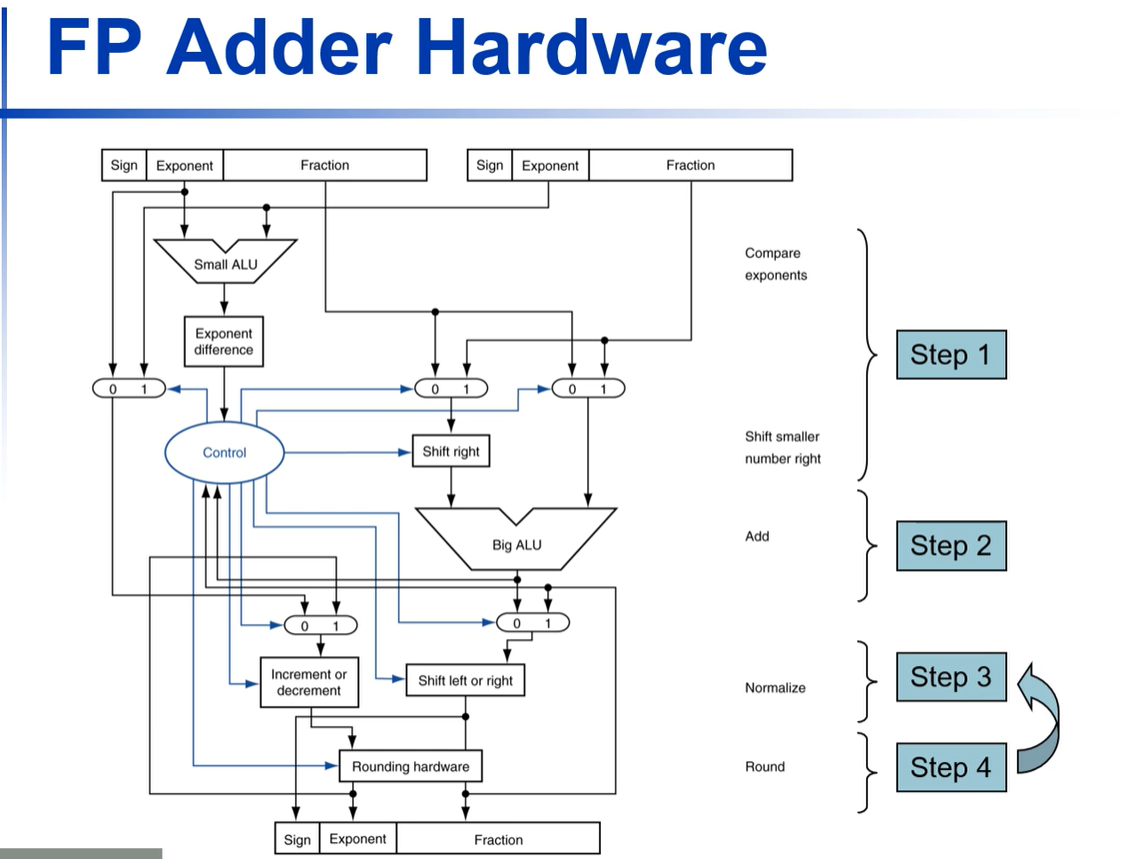 FP Adder Hardware
Sign Exponent Fraction
Sign Exponent Fraction
Compare
exponents
Small ALU
Step 1
Exponent
difference
0 1
0 1
0 1
Control
Shift right
Shift smaller
number right
Big ALU
Add
Step 2
0 1
0 1
Increment or
decrement
Shift left or right
Normalize
Step 3
Rounding hardware
Round
Step 4
Sign Exponent Fraction